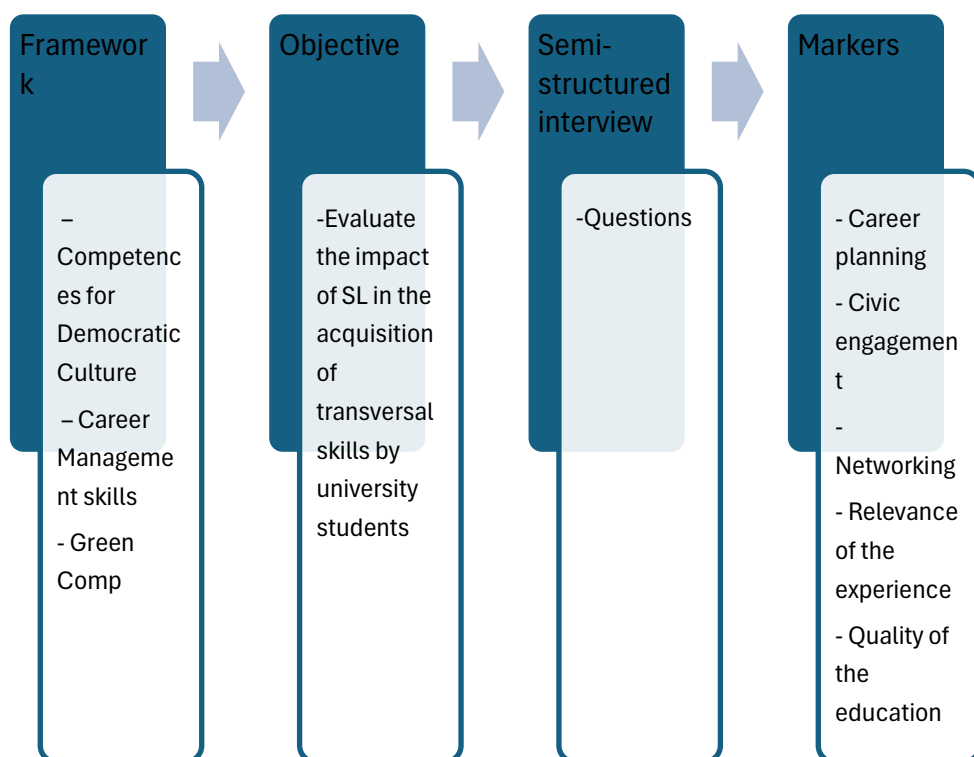 Framewor
k
–
Competenc
es for
Democratic
Culture
– Career
Manageme
nt skills
- Green
Comp
Objective
-Evaluate
the impact
of SL in the
acquisition
of
transversal
skills by
university
students
Semi-
structured
interview
-Questions
Markers
- Career
planning
- Civic
engagemen
t
-
Networking
- Relevance
of the
experience
- Quality of
the
education